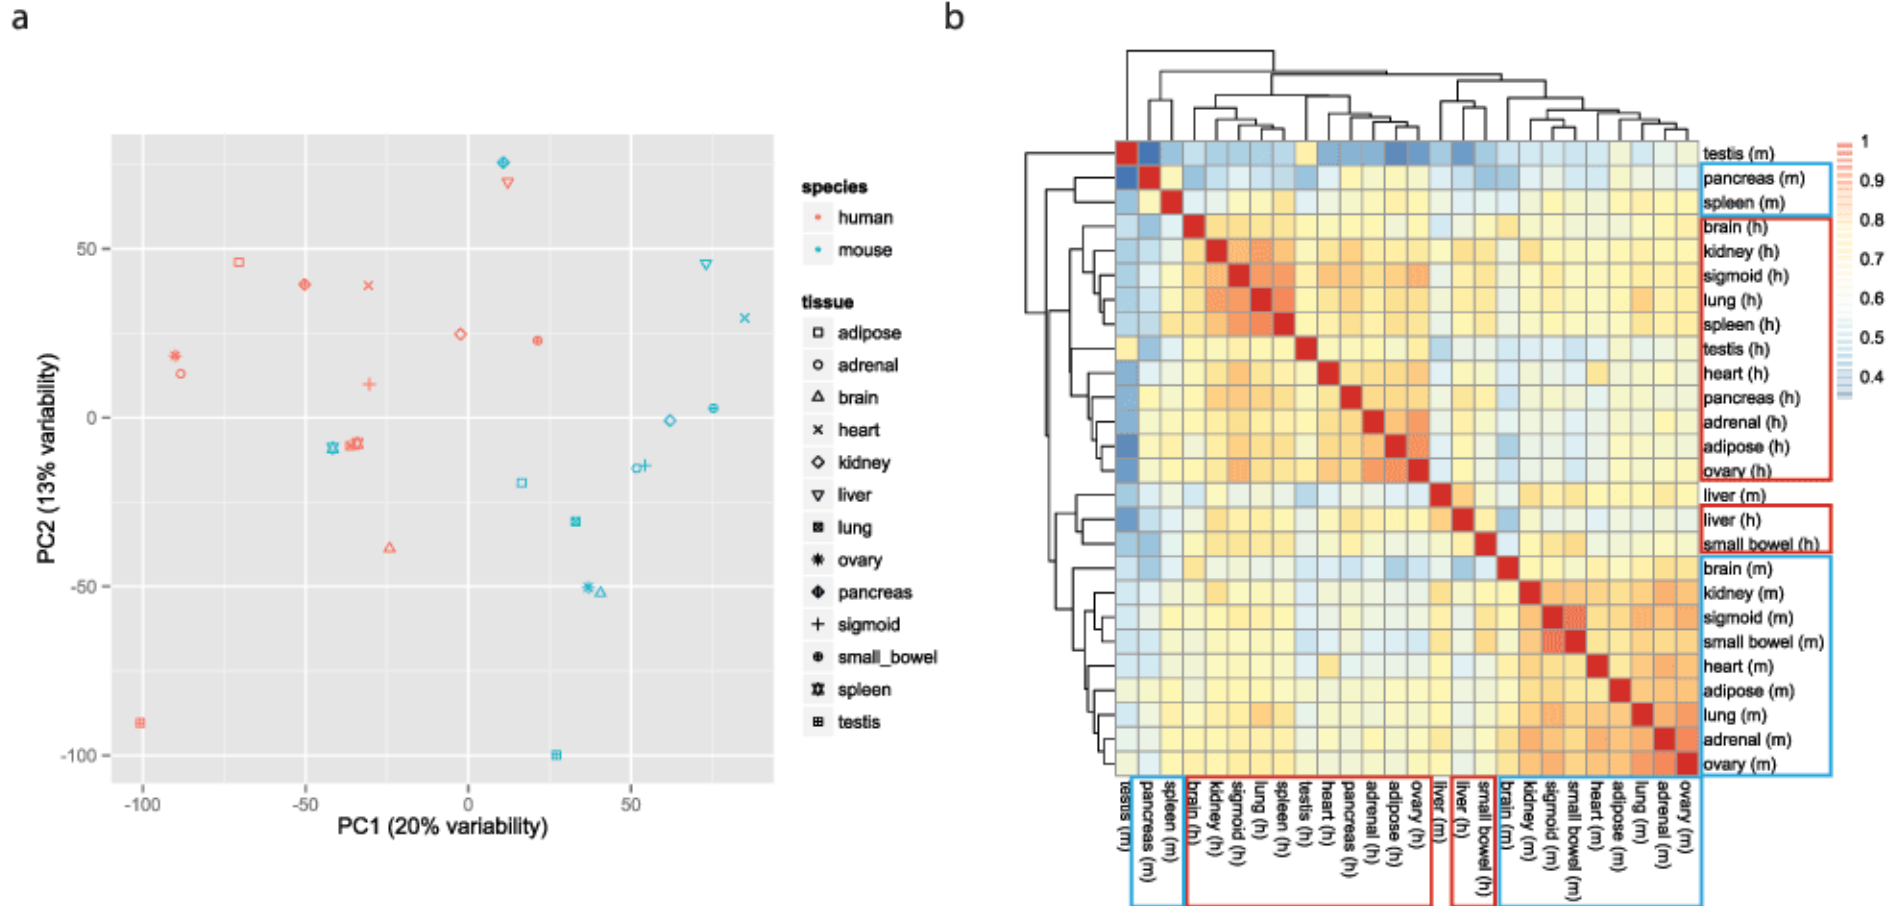 a
b
species
human
mouse
tissue
adipose
adrenal
brain
heart
kidney
liver
lung
ovary
pancreas
sigmoid
small_bowel
spleen
testis
PC2 (13% variability)
50
0
-50
-100
-100
-50
0
50
PC1 (20% variability)
testis (m)
pancreas (m)
spleen (m)
brain (h)
kidney (h)
sigmoid (h)
lung (h)
spleen (h)
testis (h)
heart (h)
pancreas (h)
adrenal (h)
adipose (h)
ovary (h)
liver (m)
liver (h)
small bowel (h)
brain (m)
kidney (m)
sigmoid (m)
small bowel (m)
heart (m)
adipose (m)
lung (m)
adrenal (m)
ovary (m)
1
0.9
0.8
0.7
0.6
0.5
0.4
testis (m)
pancreas (m)
spleen (m)
brain (h)
kidney (h)
sigmoid (h)
lung (h)
spleen (h)
testis (h)
heart (h)
pancreas (h)
adrenal (h)
adipose (h)
ovary (h)
liver (m)
liver (h)
small bowel (h)
brain (m)
kidney (m)
sigmoid (m)
small bowel (m)
heart (m)
adipose (m)
lung (m)
adrenal (m)
ovary (m)